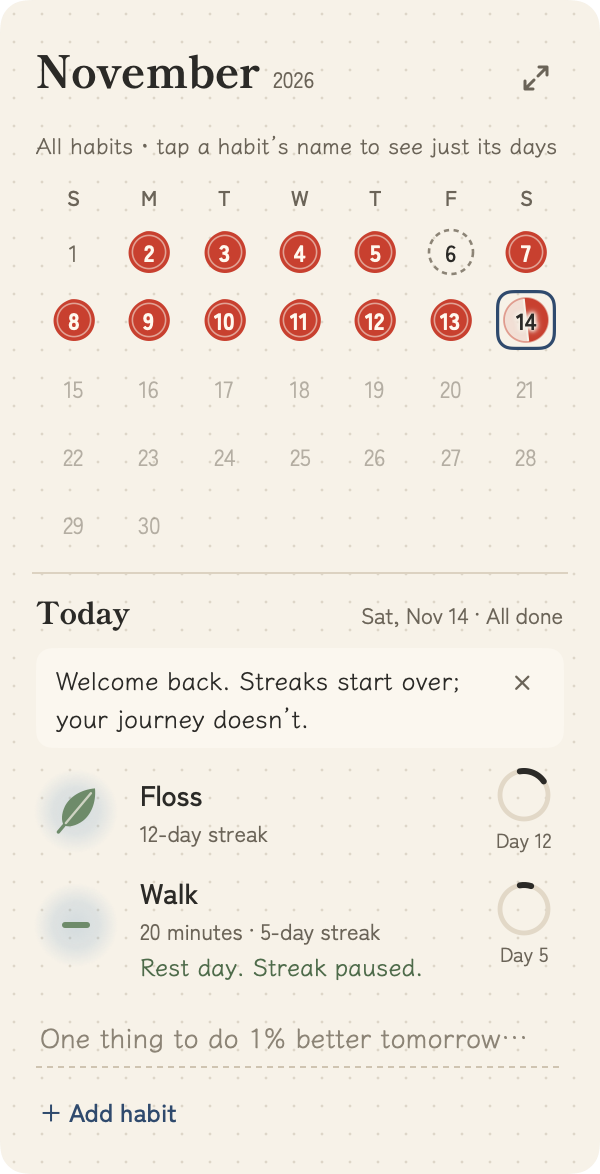 November 2026
All habits · tap a habit’s name to see just its days
S M T W T F S
1 2 3 4 5 6 7
8 9 10 11 12 13 14
15 16 17 18 19 20 21
22 23 24 25 26 27 28
29 30
Today
Sat, Nov 14 · All done
Welcome back. Streaks start over;
your journey doesn’t.
Floss
12-day streak
Day 12
Walk
20 minutes · 5-day streak
Rest day. Streak paused.
Day 5
One thing to do 1% better tomorrow…
+ Add habit